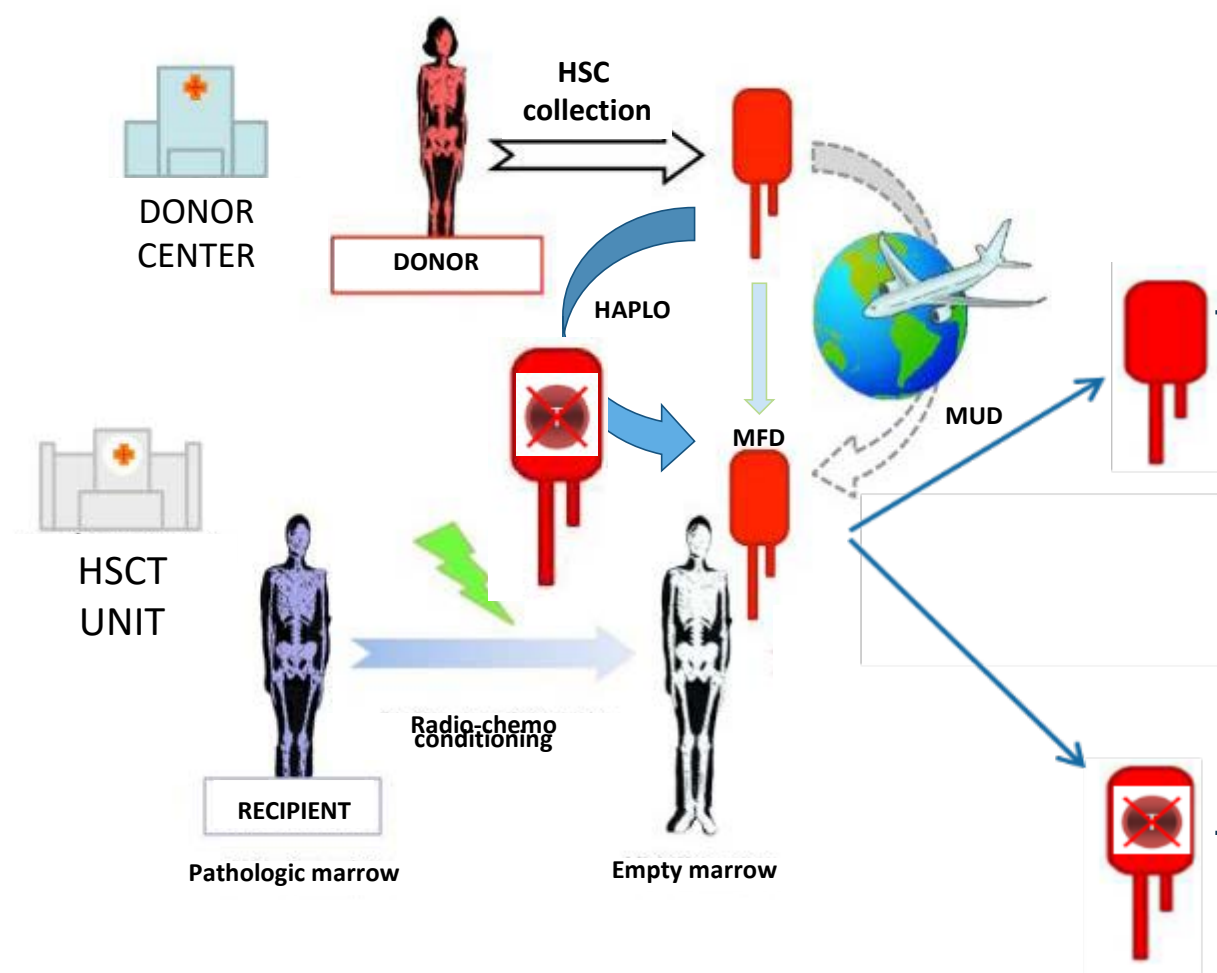 HSC
collection
DONOR
CENTER
DONOR
HAPLO
MUD
MFD
HSCT
UNIT
Radio-chemo
conditioning
RECIPIENT
Pathologic marrow
Empty marrow